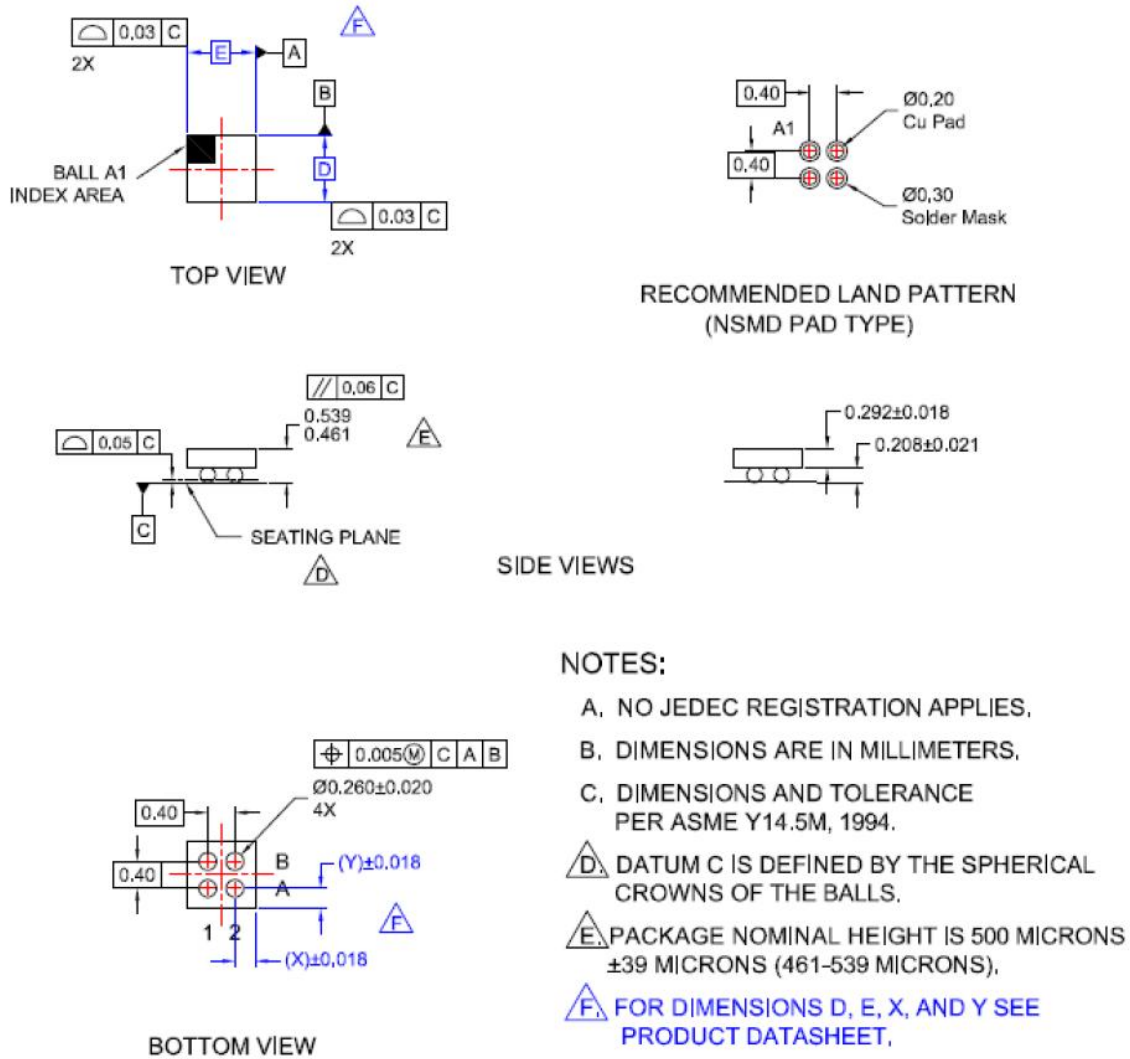 ⌓ 0.03 C
2X
E
A
F
B
D
BALL A1
INDEX AREA
⌓ 0.03 C
2X
TOP VIEW
0.40
A1
0.40
Ø0.20
Cu Pad
Ø0.30
Solder Mask
RECOMMENDED LAND PATTERN
(NSMD PAD TYPE)
// 0.06 C
0.539
0.461
E
⌓ 0.05 C
C
SEATING PLANE
D
0.292±0.018
0.208±0.021
SIDE VIEWS
⌖ 0.005Ⓜ C A B
Ø0.260±0.020
4X
0.40
0.40
B
A
1 2
(Y)±0.018
F
(X)±0.018
BOTTOM VIEW
NOTES:
A. NO JEDEC REGISTRATION APPLIES.
B. DIMENSIONS ARE IN MILLIMETERS.
C. DIMENSIONS AND TOLERANCE
PER ASME Y14.5M, 1994.
D. DATUM C IS DEFINED BY THE SPHERICAL
CROWNS OF THE BALLS.
E. PACKAGE NOMINAL HEIGHT IS 500 MICRONS
±39 MICRONS (461-539 MICRONS).
F. FOR DIMENSIONS D, E, X, AND Y SEE
PRODUCT DATASHEET.